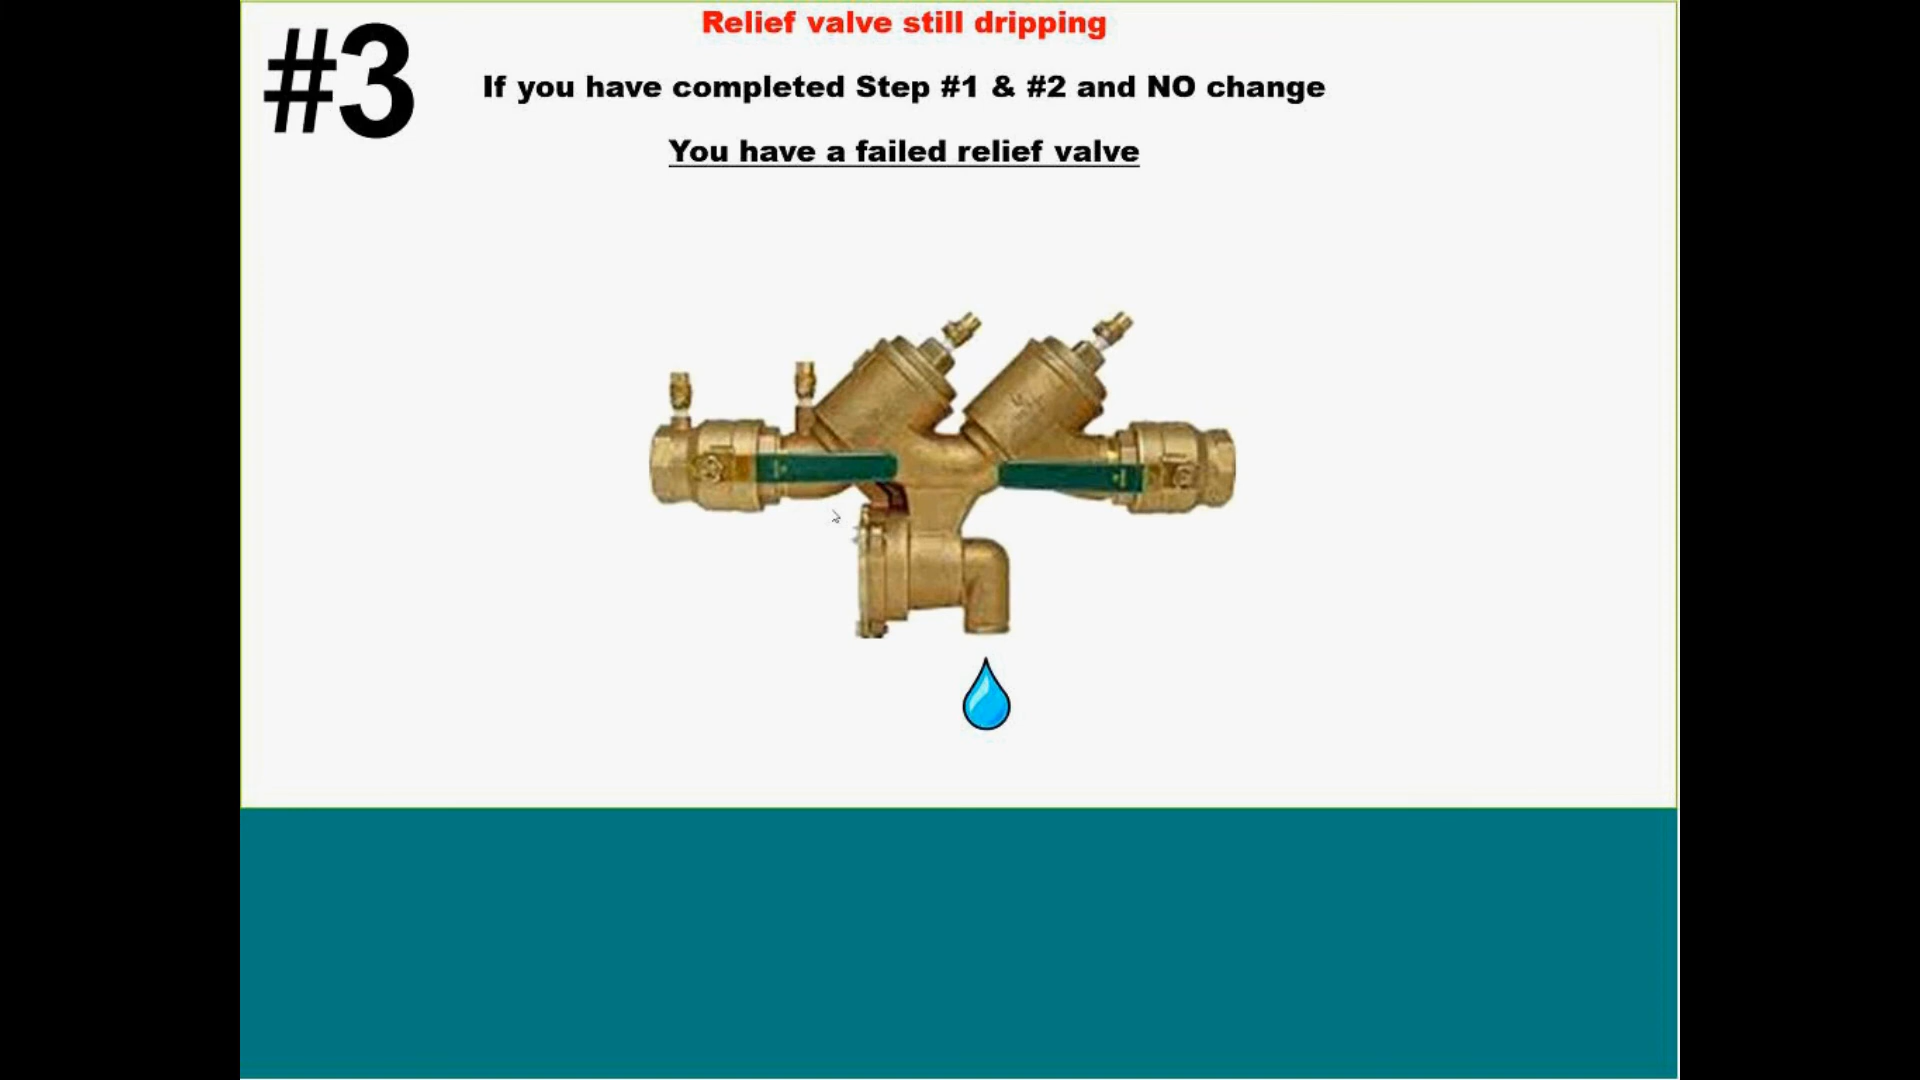 #3
Relief valve still dripping
If you have completed Step #1 & #2 and NO change
You have a failed relief valve